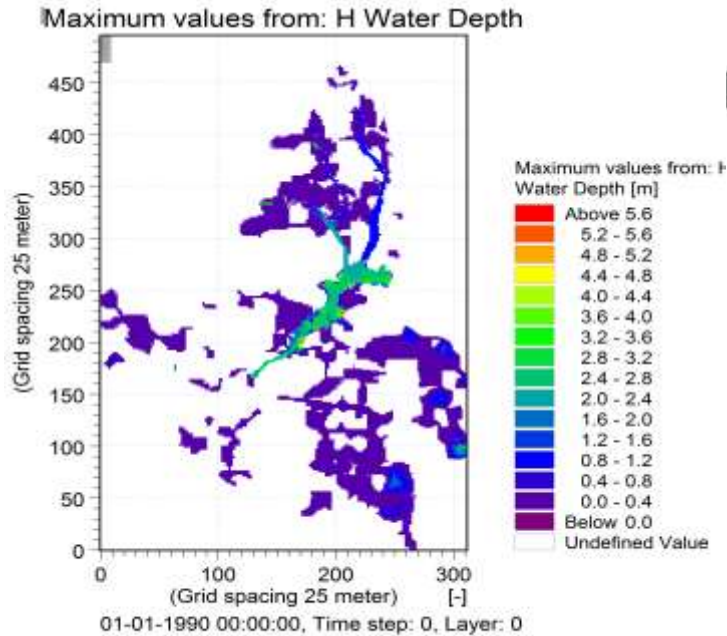 Maximum values from: H Water Depth
450
400
350
300
250
200
150
100
50
0
(Grid spacing 25 meter)
0 100 200 300
(Grid spacing 25 meter) [-]
01-01-1990 00:00:00, Time step: 0, Layer: 0
Maximum values from: H
Water Depth [m]
Above 5.6
5.2 - 5.6
4.8 - 5.2
4.4 - 4.8
4.0 - 4.4
3.6 - 4.0
3.2 - 3.6
2.8 - 3.2
2.4 - 2.8
2.0 - 2.4
1.6 - 2.0
1.2 - 1.6
0.8 - 1.2
0.4 - 0.8
0.0 - 0.4
Below 0.0
Undefined Value